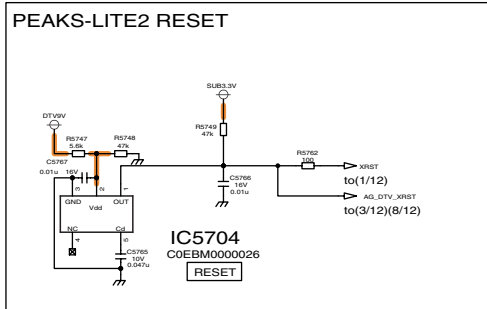 PEAKS-LITE2 RESET
SUB3.3V
DTV9V
R5747
5.6k
R5748
47k
R5749
47k
C5767
0.01u 16V
R5762
100
XRST
to(1/12)
C5766
16V
0.01u
AG_DTV_XRST
to(3/12)(8/12)
3
2
1
GND
Vdd
OUT
NC
Cd
4
5
IC5704
C0EBM0000026
RESET
C5765
10V
0.047u